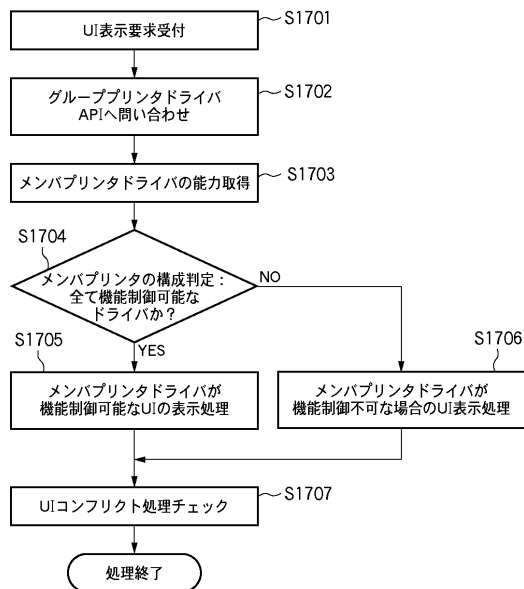 UI表示要求受付
S1701
グループプリンタドライバ
APIへ問い合わせ
S1702
メンバプリンタドライバの能力取得
S1703
S1704
メンバプリンタの構成判定：
全て機能制御可能な
ドライバか？
NO
YES
S1705
メンバプリンタドライバが
機能制御可能なUIの表示処理
S1706
メンバプリンタドライバが
機能制御不可な場合のUI表示処理
UIコンフリクト処理チェック
S1707
処理終了